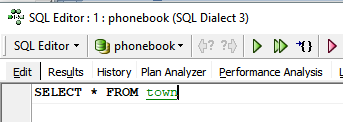 SQL Editor : 1 : phonebook (SQL Dialect 3)
SQL Editor phonebook
Edit Results History Plan Analyzer Performance Analysis
SELECT * FROM town